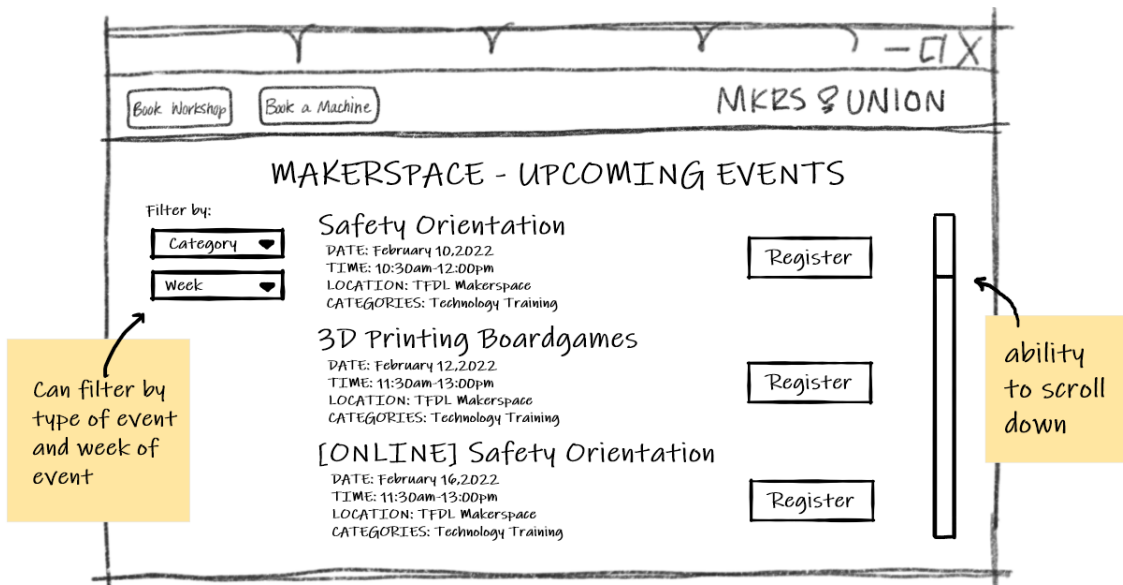 Book Workshop
Book a Machine
MKRS & UNION
MAKERSPACE - UPCOMING EVENTS
Filter by:
Category
Week
Can filter by
type of event
and week of
event
Safety Orientation
DATE: February 10,2022
TIME: 10:30am-12:00pm
LOCATION: TFDL Makerspace
CATEGORIES: Technology Training
Register
3D Printing Boardgames
DATE: February 12,2022
TIME: 11:30am-13:00pm
LOCATION: TFDL Makerspace
CATEGORIES: Technology Training
Register
[ONLINE] Safety Orientation
DATE: February 16,2022
TIME: 11:30am-13:00pm
LOCATION: TFDL Makerspace
CATEGORIES: Technology Training
Register
ability
to scroll
down